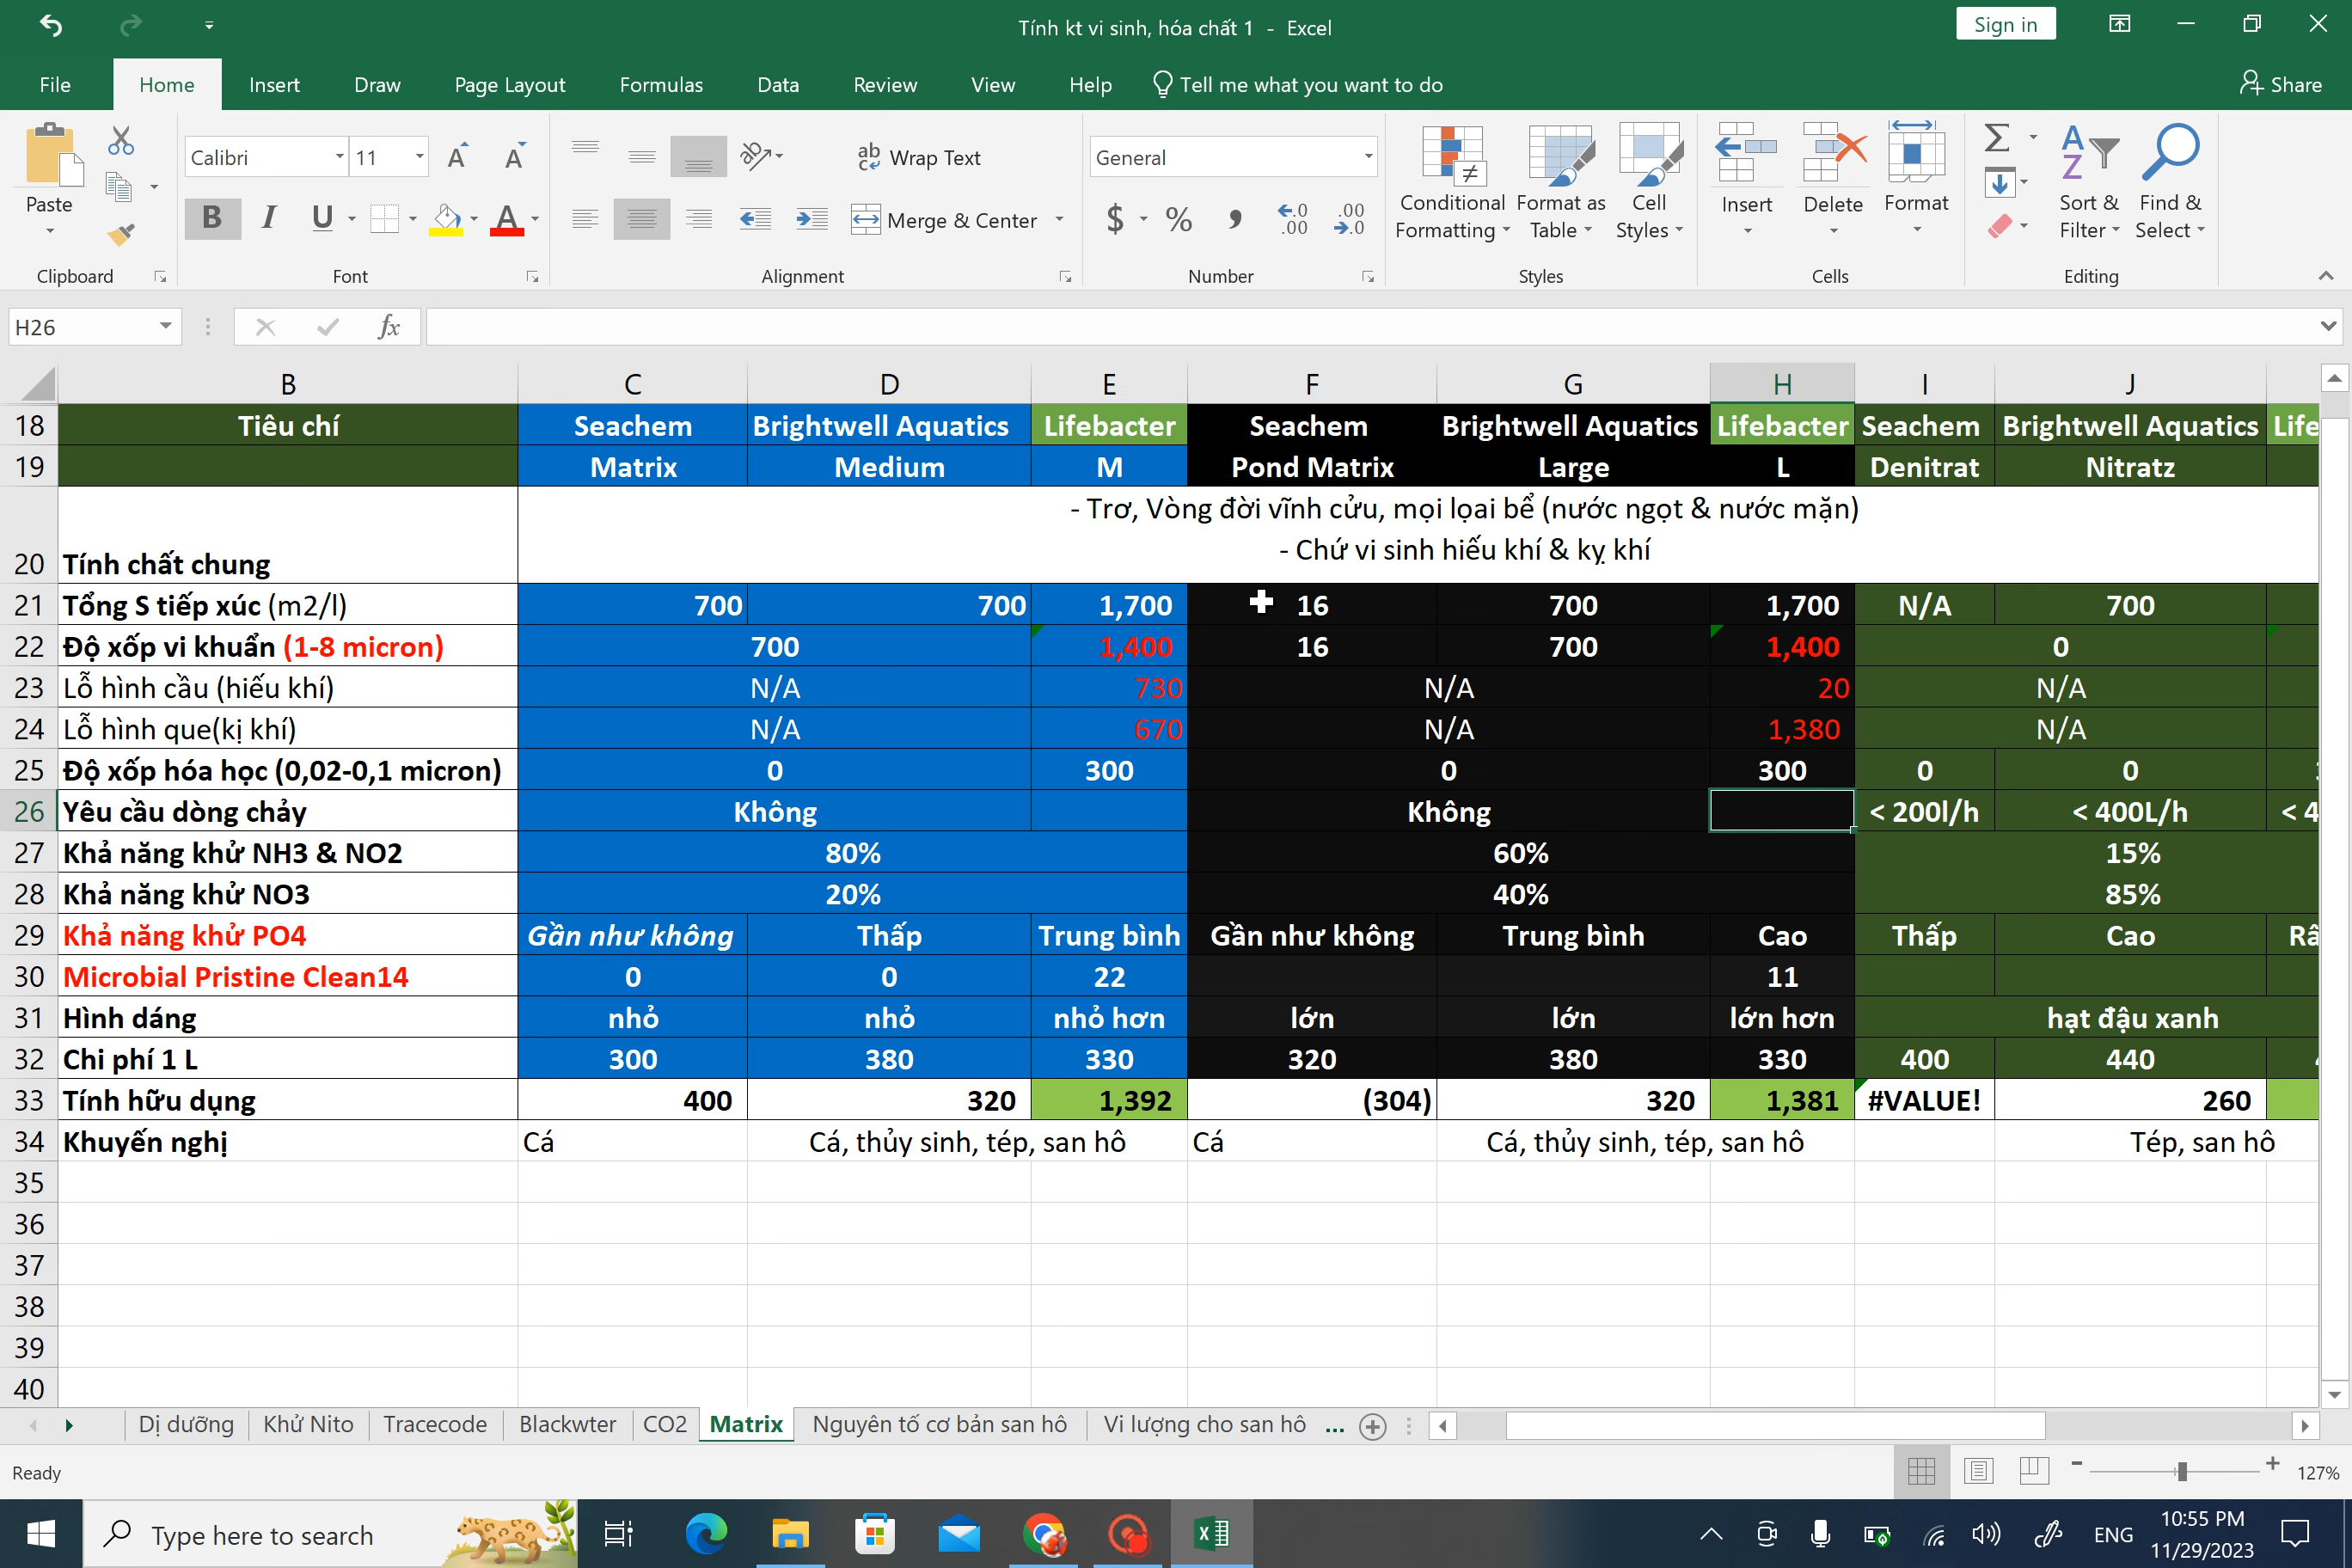 Tính kt vi sinh, hóa chất 1 - Excel
Sign in
File Home Insert Draw Page Layout Formulas Data Review View Help Tell me what you want to do Share
Paste
Calibri 11
Wrap Text
Merge & Center
General
$ % , ←.0 .00 .00 →.0
Conditional Formatting
Format as Table
Cell Styles
Insert
Delete
Format
Sort & Filter
Find & Select
B I U
Clipboard Font Alignment Number Styles Cells Editing
H26 fx
B C D E F G H I J
18 Tiêu chí Seachem Brightwell Aquatics Lifebacter Seachem Brightwell Aquatics Lifebacter Seachem Brightwell Aquatics Life
19 Matrix Medium M Pond Matrix Large L Denitrat Nitratz
- Trơ, Vòng đời vĩnh cửu, mọi lọai bể (nước ngọt & nước mặn)
20 Tính chất chung - Chứ vi sinh hiếu khí & kỵ khí
21 Tổng S tiếp xúc (m2/l) 700 700 1,700 16 700 1,700 N/A 700
22 Độ xốp vi khuẩn (1-8 micron) 700 1,400 16 700 1,400 0
23 Lỗ hình cầu (hiếu khí) N/A 730 N/A 20 N/A
24 Lỗ hình que(kị khí) N/A 670 N/A 1,380 N/A
25 Độ xốp hóa học (0,02-0,1 micron) 0 300 0 300 0 0
26 Yêu cầu dòng chảy Không Không < 200l/h < 400L/h < 4
27 Khả năng khử NH3 & NO2 80% 60% 15%
28 Khả năng khử NO3 20% 40% 85%
29 Khả năng khử PO4 Gần như không Thấp Trung bình Gần như không Trung bình Cao Thấp Cao Rấ
30 Microbial Pristine Clean14 0 0 22 11
31 Hình dáng nhỏ nhỏ nhỏ hơn lớn lớn lớn hơn hạt đậu xanh
32 Chi phí 1 L 300 380 330 320 380 330 400 440
33 Tính hữu dụng 400 320 1,392 (304) 320 1,381 #VALUE! 260
34 Khuyến nghị Cá Cá, thủy sinh, tép, san hô Cá Cá, thủy sinh, tép, san hô Tép, san hô
35
36
37
38
39
40
Dị dưỡng Khử Nito Tracecode Blackwter CO2 Matrix Nguyên tố cơ bản san hô Vi lượng cho san hô ...
Ready 127%
Type here to search
ENG
10:55 PM
11/29/2023